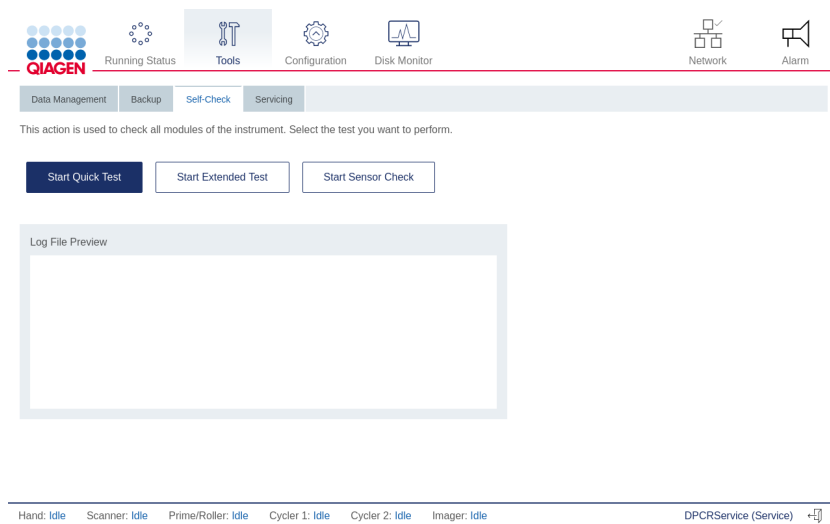 QIAGEN
Running Status Tools Configuration Disk Monitor Network Alarm
Data Management Backup Self-Check Servicing
This action is used to check all modules of the instrument. Select the test you want to perform.
Start Quick Test Start Extended Test Start Sensor Check
Log File Preview
Hand: Idle Scanner: Idle Prime/Roller: Idle Cycler 1: Idle Cycler 2: Idle Imager: Idle DPCRService (Service)